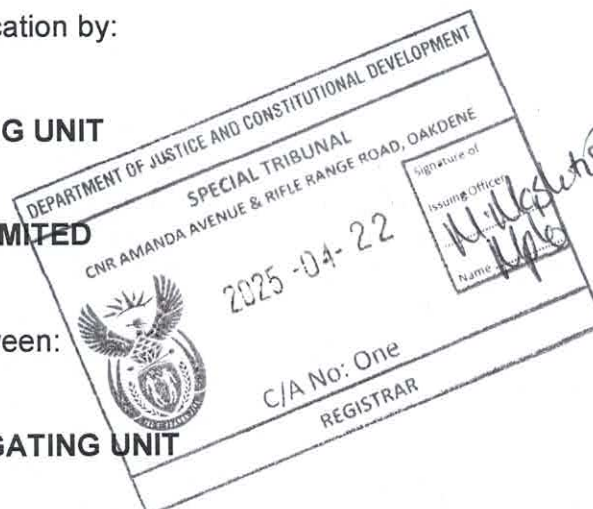 cation by:
G UNIT
MITED
een:
GATING UNIT
DEPARTMENT OF JUSTICE AND CONSTITUTIONAL DEVELOPMENT
SPECIAL TRIBUNAL
CNR AMANDA AVENUE & RIFLE RANGE ROAD, OAKDENE
Signature of
Issuing Officer
Name
2025-04-22
C/A No: One
REGISTRAR